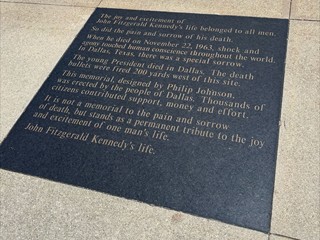 The joy and excitement of
John Fitzgerald Kennedy's life belonged to all men.
So did the pain and sorrow of his death.
When he died on November 22, 1963, shock and
agony touched human conscience throughout the world.
In Dallas, Texas, there was a special sorrow.
The young President died in Dallas. The death
bullets were fired 200 yards west of this site.
This memorial, designed by Philip Johnson,
was erected by the people of Dallas. Thousands of
citizens contributed support, money and effort.
It is not a memorial to the pain and sorrow
of death, but stands as a permanent tribute to the joy
and excitement of one man's life.
John Fitzgerald Kennedy's life.